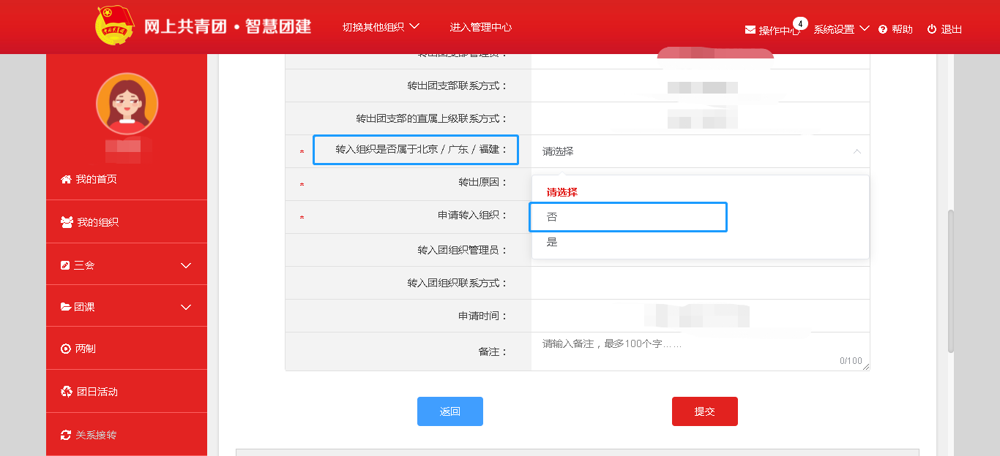 网上共青团·智慧团建
切换其他组织
进入管理中心
操作中心
4
系统设置
帮助
退出
我的首页
我的组织
三会
团课
两制
团日活动
关系接转
转出团支部管理员：
转出团支部联系方式：
转出团支部的直属上级联系方式：
* 转入组织是否属于北京/广东/福建：
请选择
* 转出原因：
请选择
否
是
* 申请转入组织：
转入团组织管理员：
转入团组织联系方式：
申请时间：
备注：
请输入备注，最多100个字......
0/100
返回
提交